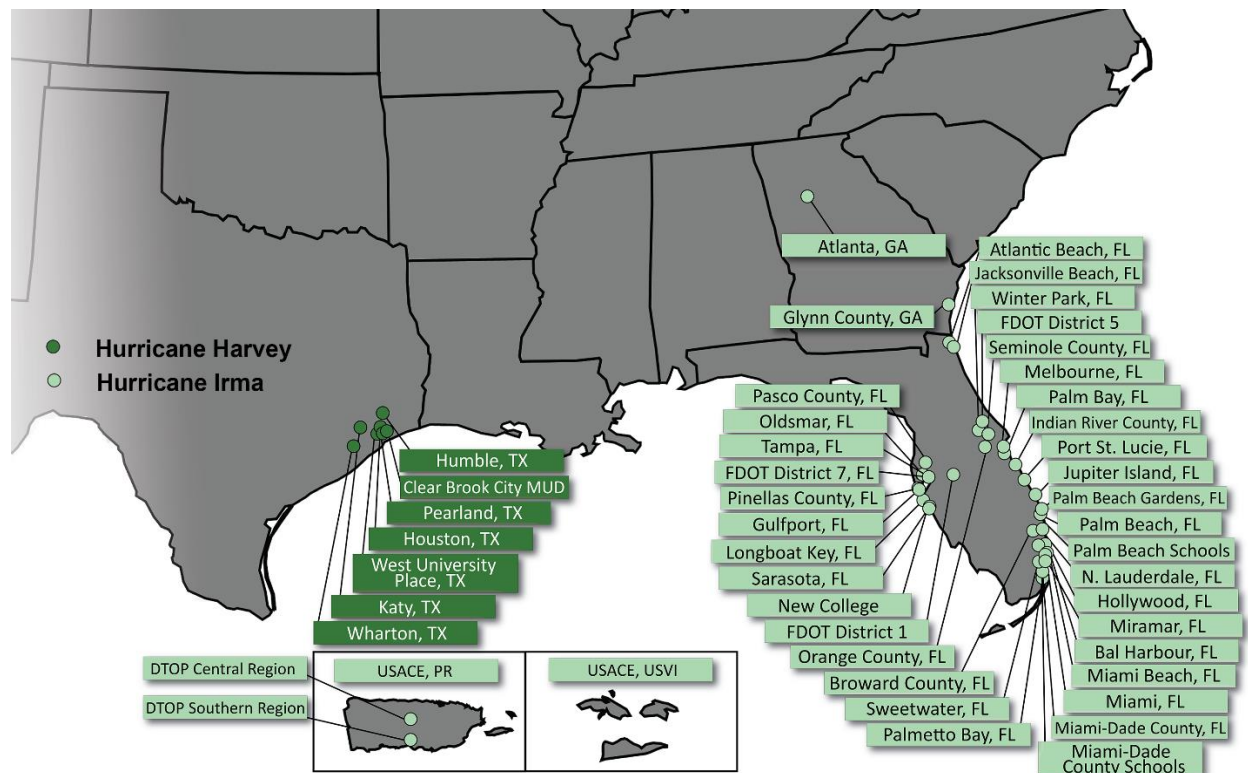 Atlanta, GA
Glynn County, GA
Atlantic Beach, FL
Jacksonville Beach, FL
Winter Park, FL
FDOT District 5
Seminole County, FL
Melbourne, FL
Palm Bay, FL
Indian River County, FL
Port St. Lucie, FL
Jupiter Island, FL
Palm Beach Gardens, FL
Palm Beach, FL
Palm Beach Schools
N. Lauderdale, FL
Hollywood, FL
Miramar, FL
Bal Harbour, FL
Miami Beach, FL
Miami, FL
Miami-Dade County, FL
Miami-Dade
County Schools
Hurricane Harvey
Hurricane Irma
Pasco County, FL
Oldsmar, FL
Tampa, FL
FDOT District 7, FL
Pinellas County, FL
Gulfport, FL
Longboat Key, FL
Sarasota, FL
New College
FDOT District 1
Orange County, FL
Broward County, FL
Sweetwater, FL
Palmetto Bay, FL
Humble, TX
Clear Brook City MUD
Pearland, TX
Houston, TX
West University
Place, TX
Katy, TX
Wharton, TX
DTOP Central Region
DTOP Southern Region
USACE, PR
USACE, USVI